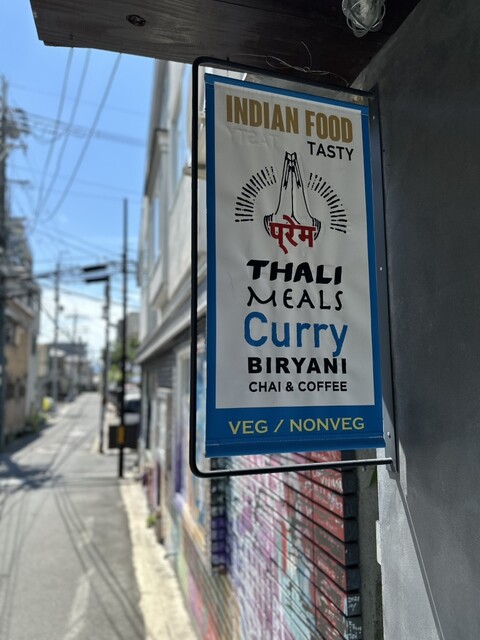 INDIAN FOOD
TASTY
प्रेम
THALI
MEALS
Curry
BIRYANI
CHAI & COFFEE
VEG / NONVEG